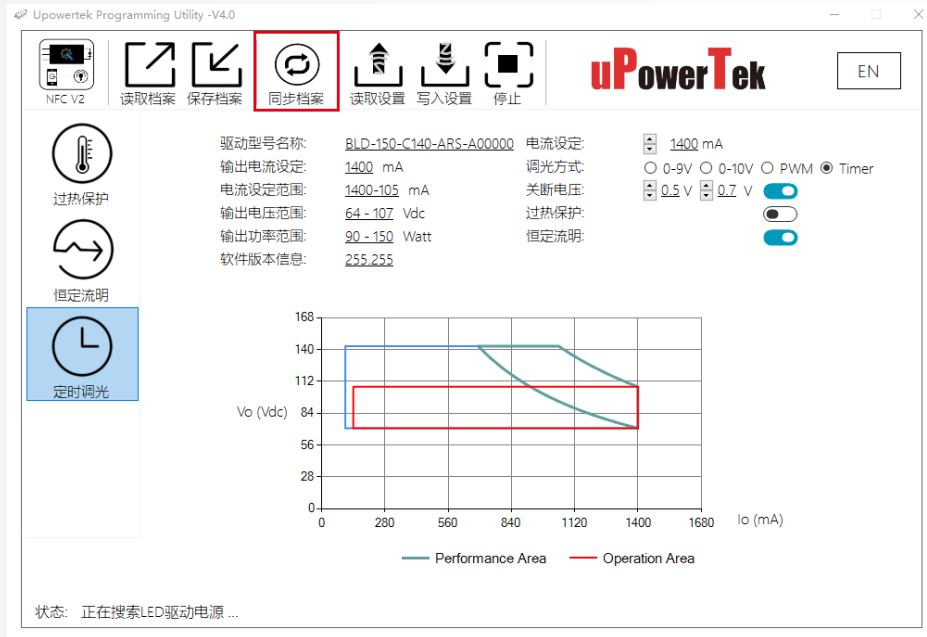 Upowertek Programming Utility -V4.0
NFC V2
读取档案
保存档案
同步档案
读取设置
写入设置
停止
uPowerTek
EN
过热保护
恒定流明
定时调光
驱动型号名称: BLD-150-C140-ARS-A00000
输出电流设定: 1400 mA
电流设定范围: 1400-105 mA
输出电压范围: 64 - 107 Vdc
输出功率范围: 90 - 150 Watt
软件版本信息: 255.255
电流设定: 1400 mA
调光方式: 0-9V 0-10V PWM Timer
关断电压: 0.5 V 0.7 V
过热保护:
恒定流明:
168
140
112
Vo (Vdc) 84
56
28
0
0 280 560 840 1120 1400 1680 Io (mA)
Performance Area Operation Area
状态: 正在搜索LED驱动电源 ...